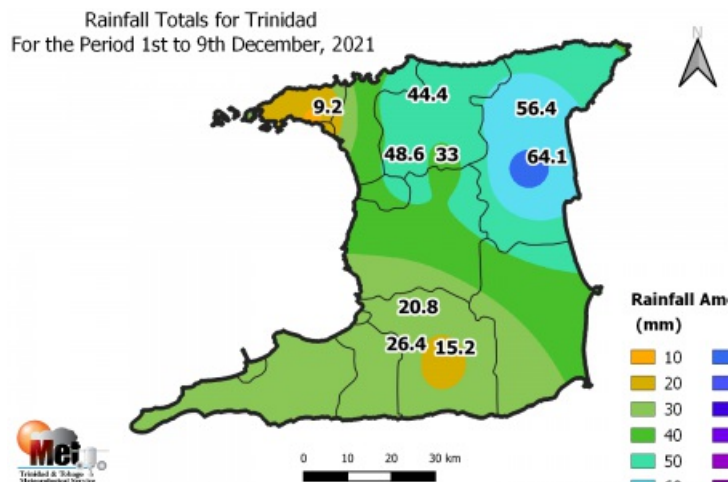 Rainfall Totals for Trinidad
For the Period 1st to 9th December, 2021
N
9.2
44.4
56.4
48.6
33
64.1
20.8
26.4
15.2
Rainfall Am
(mm)
10
20
30
40
50
Met
Trinidad & Tobago
Meteorological Service
0 10 20 30 km